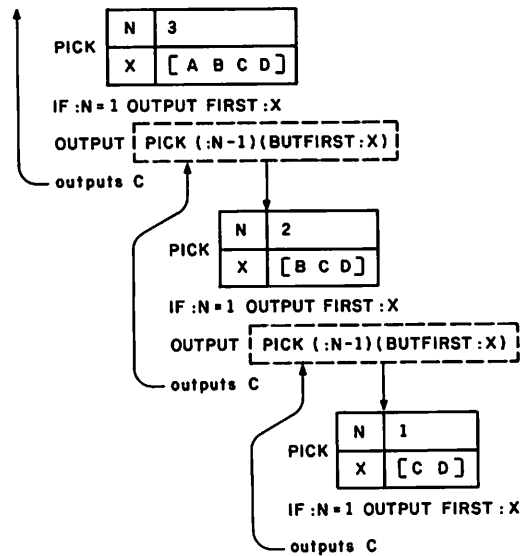 N 3
PICK
X [ A B C D ]
IF :N=1 OUTPUT FIRST :X
OUTPUT PICK (:N-1)(BUTFIRST:X)
outputs C
N 2
PICK
X [B C D]
IF :N=1 OUTPUT FIRST :X
OUTPUT PICK (:N-1)(BUTFIRST:X)
outputs C
N 1
PICK
X [C D]
IF :N=1 OUTPUT FIRST :X
outputs C